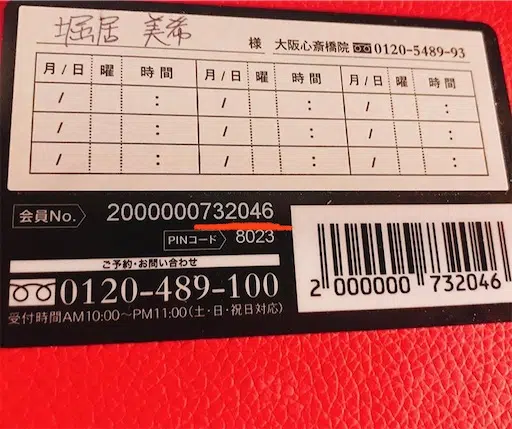 堀居 美希 様 大阪心斎橋院 0120-5489-93
月/日 曜 時間 月/日 曜 時間 月/日 曜 時間
/ : / : / :
/ : / : / :
/ : / : / :
会員No. 2000000732046
PINコード 8023
ご予約・お問い合わせ
0120-489-100
受付時間AM10:00～PM11:00(土・日・祝日対応)
2 000000 732046